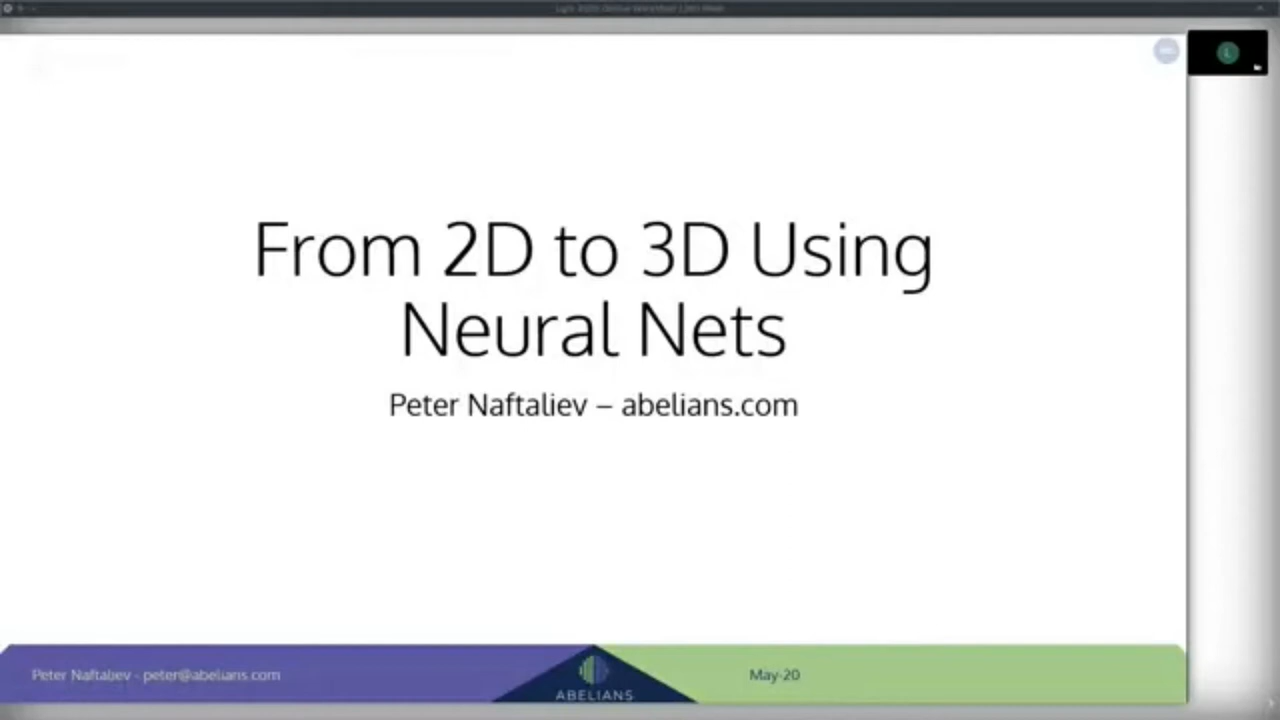 From 2D to 3D Using
Neural Nets
Peter Naftaliev – abelians.com
Peter Naftaliev - peter@abelians.com
ABELIANS
May-20